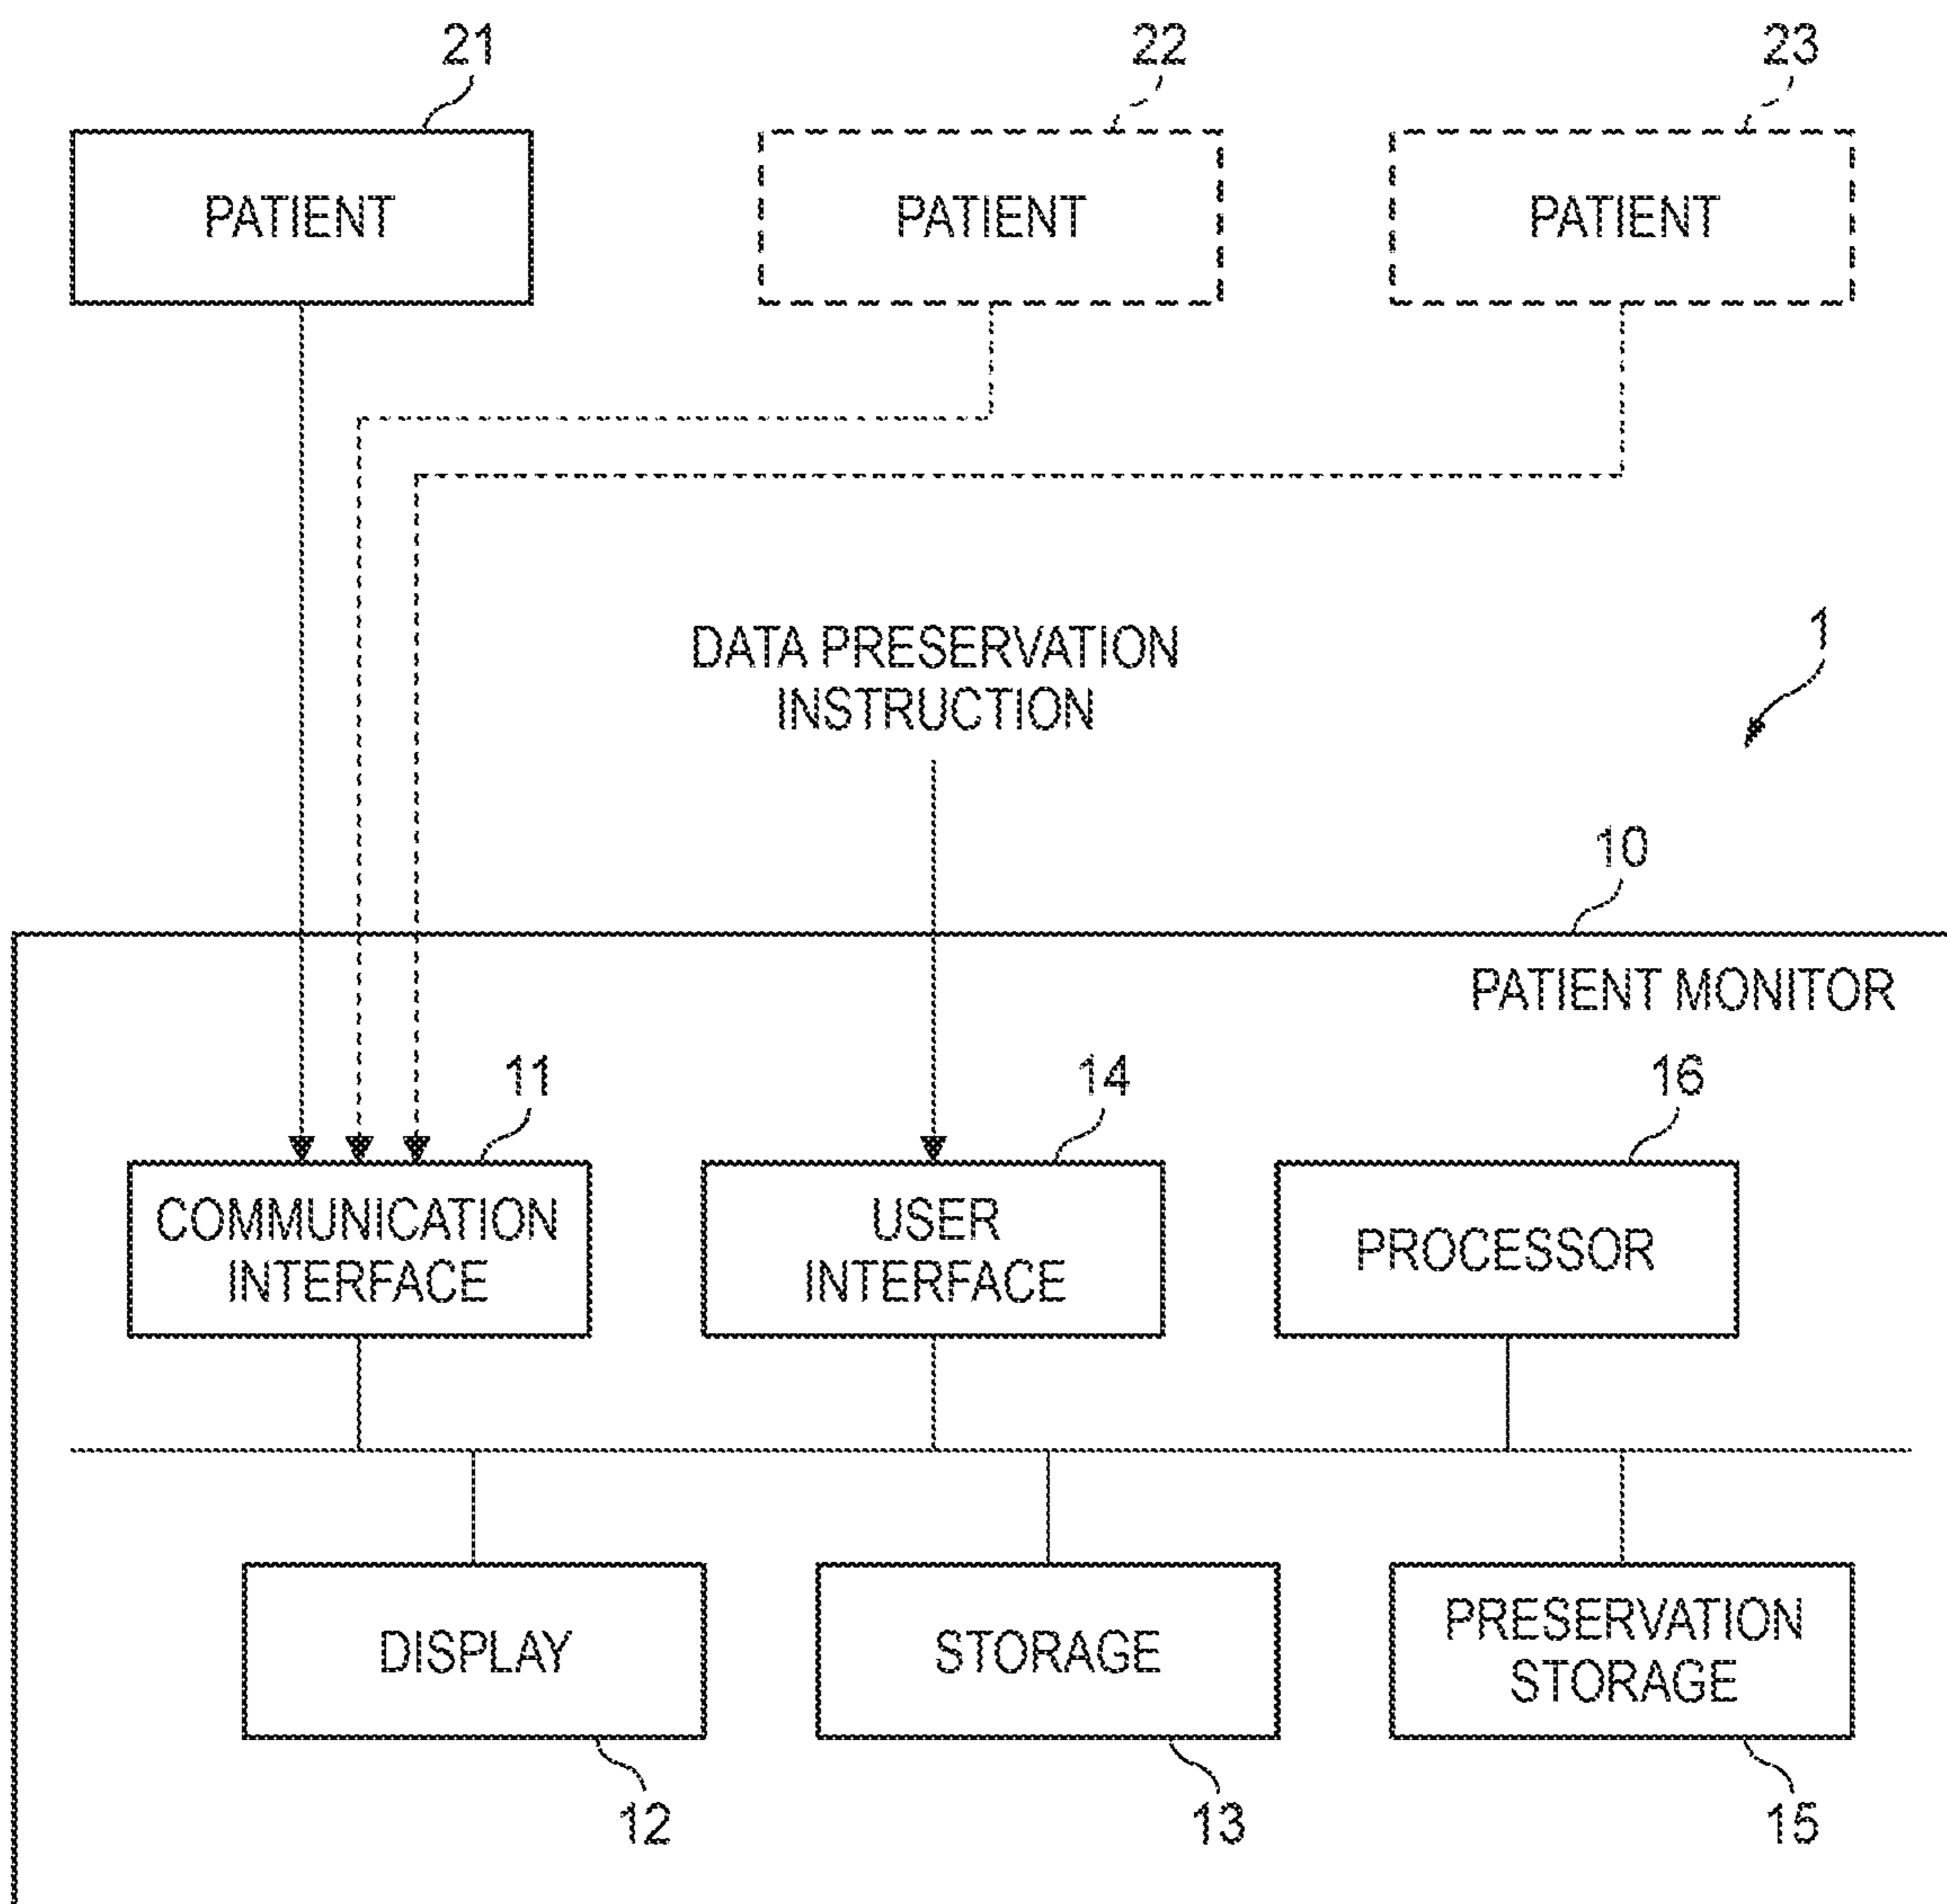 21
22
23
PATIENT
PATIENT
PATIENT
DATA PRESERVATION
INSTRUCTION
1
10
PATIENT MONITOR
11
14
16
COMMUNICATION
INTERFACE
USER
INTERFACE
PROCESSOR
DISPLAY
STORAGE
PRESERVATION
STORAGE
12
13
15